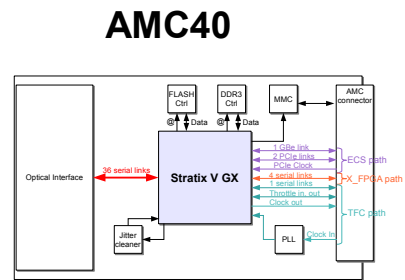 AMC40
FLASH
Ctrl
DDR3
Ctrl
MMC
AMC
connector
@ Data
@ Data
1 GBe link
2 PCIe links
PCIe Clock
ECS path
Optical Interface
36 serial links
Stratix V GX
4 serial links
X_FPGA path
1 serial links
Throttle in, out
Clock out
TFC path
Jitter
cleaner
PLL
Clock In